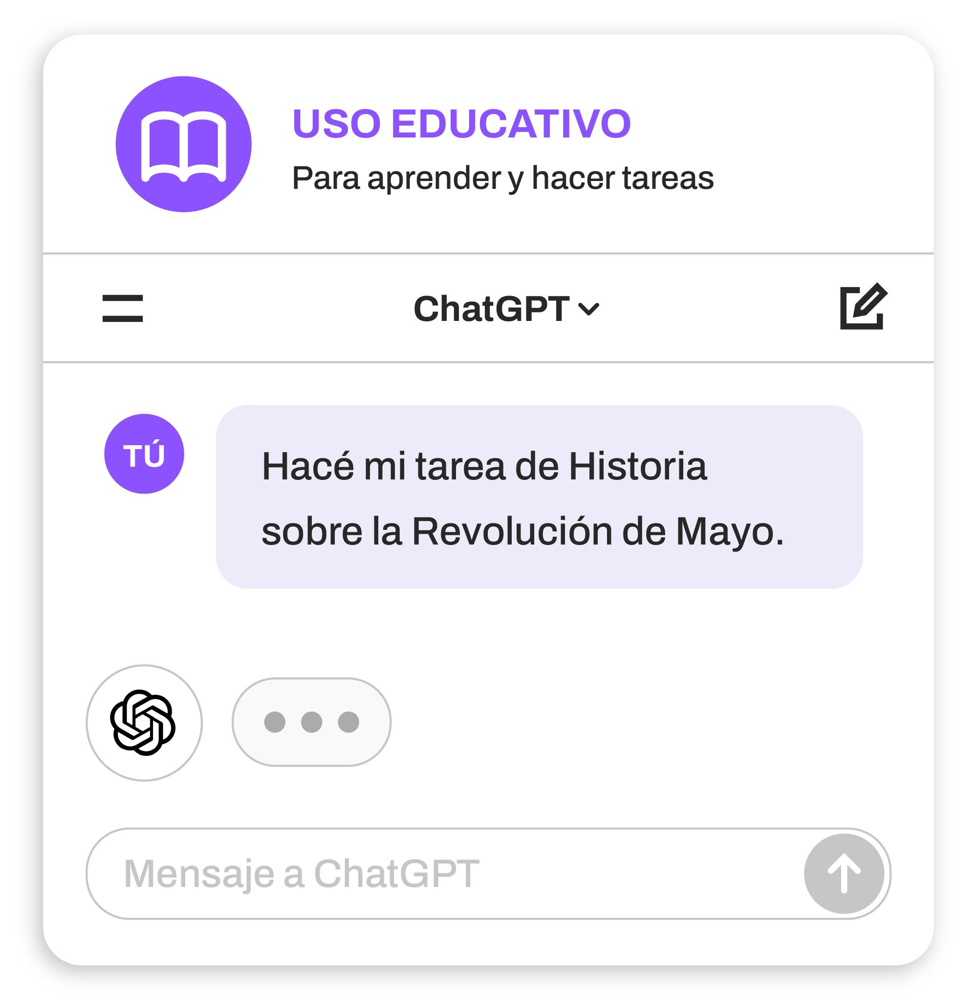 USO EDUCATIVO
Para aprender y hacer tareas
ChatGPT
TÚ
Hacé mi tarea de Historia
sobre la Revolución de Mayo.
Mensaje a ChatGPT